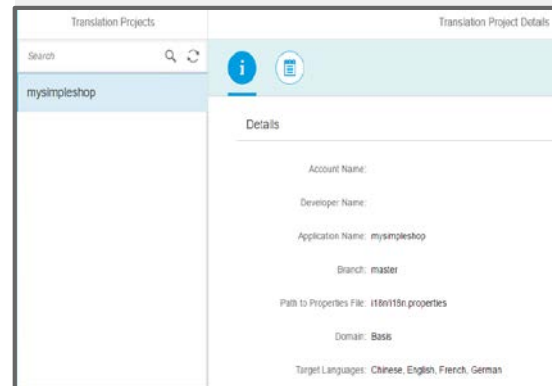 Translation Projects
Translation Project Details
Search
mysimpleshop
Details
Account Name:
Developer Name:
Application Name: mysimpleshop
Branch: master
Path to Properties File: i18n/i18n.properties
Domain: Basis
Target Languages: Chinese, English, French, German